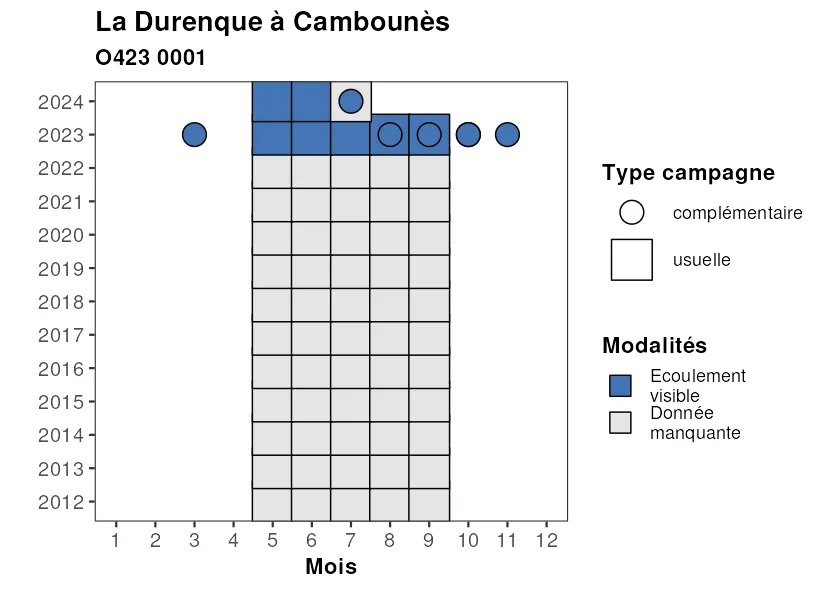 La Durenque à Cambounès
O423 0001
2024
2023
2022
2021
2020
2019
2018
2017
2016
2015
2014
2013
2012
1 2 3 4 5 6 7 8 9 10 11 12
Mois
Type campagne
complémentaire
usuelle
Modalités
Ecoulement
visible
Donnée
manquante